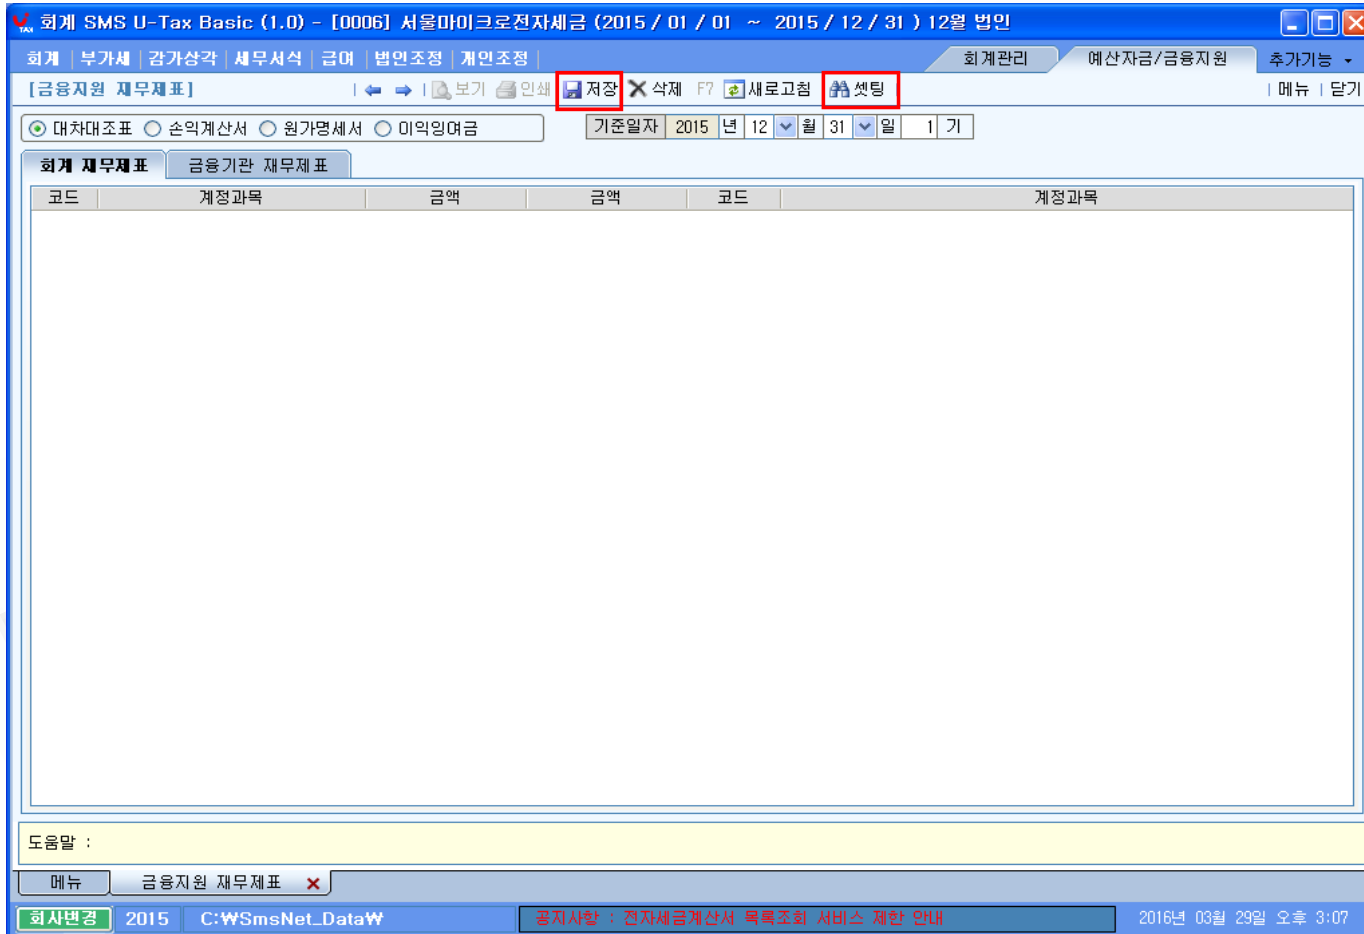 회계 SMS U-Tax Basic (1.0) - [0006] 서울마이크로전자세금 (2015 / 01 / 01 ~ 2015 / 12 / 31 ) 12월 법인
회계 부가세 감가상각 세무서식 급여 법인조정 개인조정 회계관리 예산자금/금융지원 추가기능
[금융지원 재무제표] 보기 인쇄 저장 삭제 F7 새로고침 셋팅 메뉴 닫기
대차대조표 손익계산서 원가명세서 이익잉여금 기준일자 2015 년 12 월 31 일 1 기
회계 재무제표 금융기관 재무제표
코드 계정과목 금액 금액 코드 계정과목
도움말 :
메뉴 금융지원 재무제표
회사변경 2015 C:₩SmsNet_Data₩ 공지사항 : 전자세금계산서 목록조회 서비스 제한 안내 2016년 03월 29일 오후 3:07